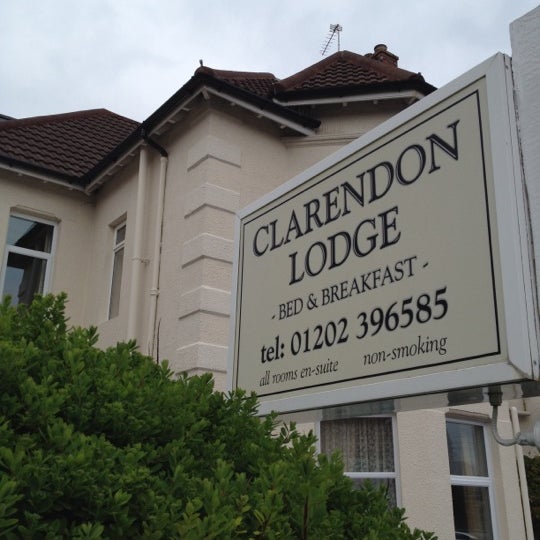 CLARENDON
LODGE
- BED & BREAKFAST -
tel: 01202 396585
all rooms en-suite non-smoking